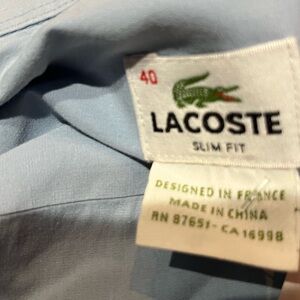 40
LACOSTE
SLIM FIT
DESIGNED IN FRANCE
MADE IN CHINA
RN 87651 - CA 16998